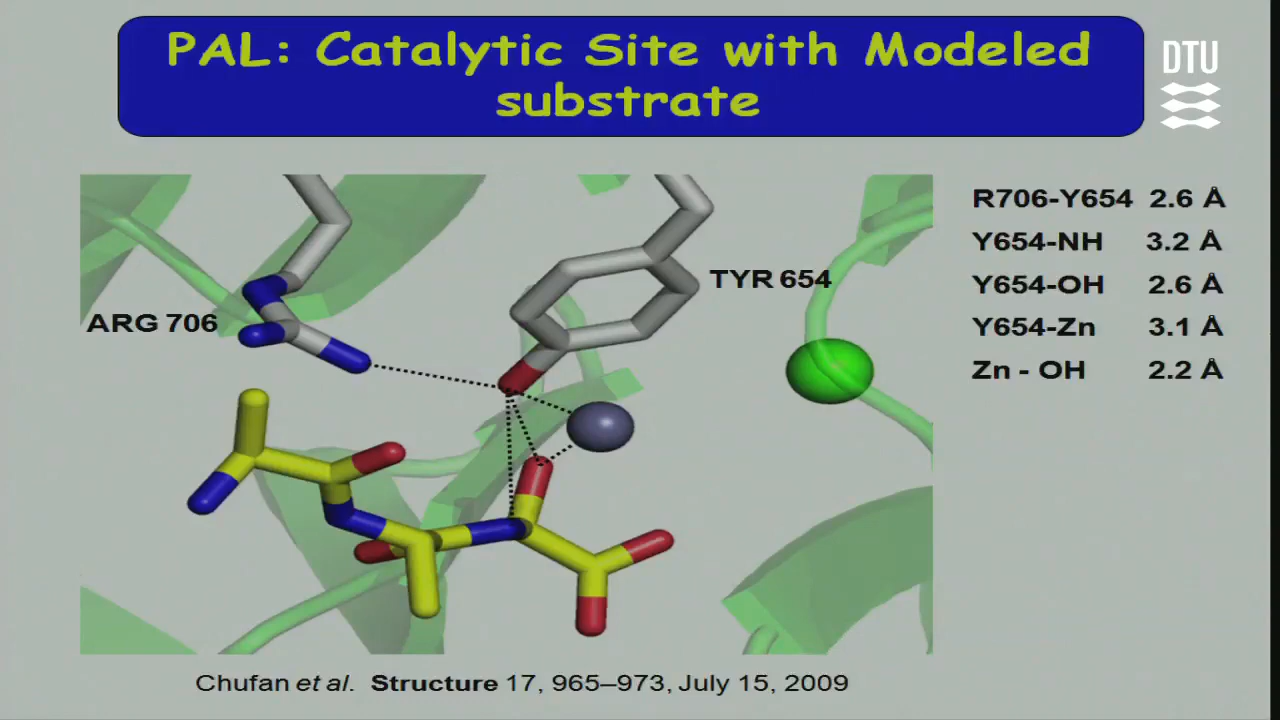 PAL: Catalytic Site with Modeled
substrate
DTU
R706-Y654 2.6 Å
Y654-NH 3.2 Å
Y654-OH 2.6 Å
Y654-Zn 3.1 Å
Zn - OH 2.2 Å
TYR 654
ARG 706
Chufan et al. Structure 17, 965–973, July 15, 2009